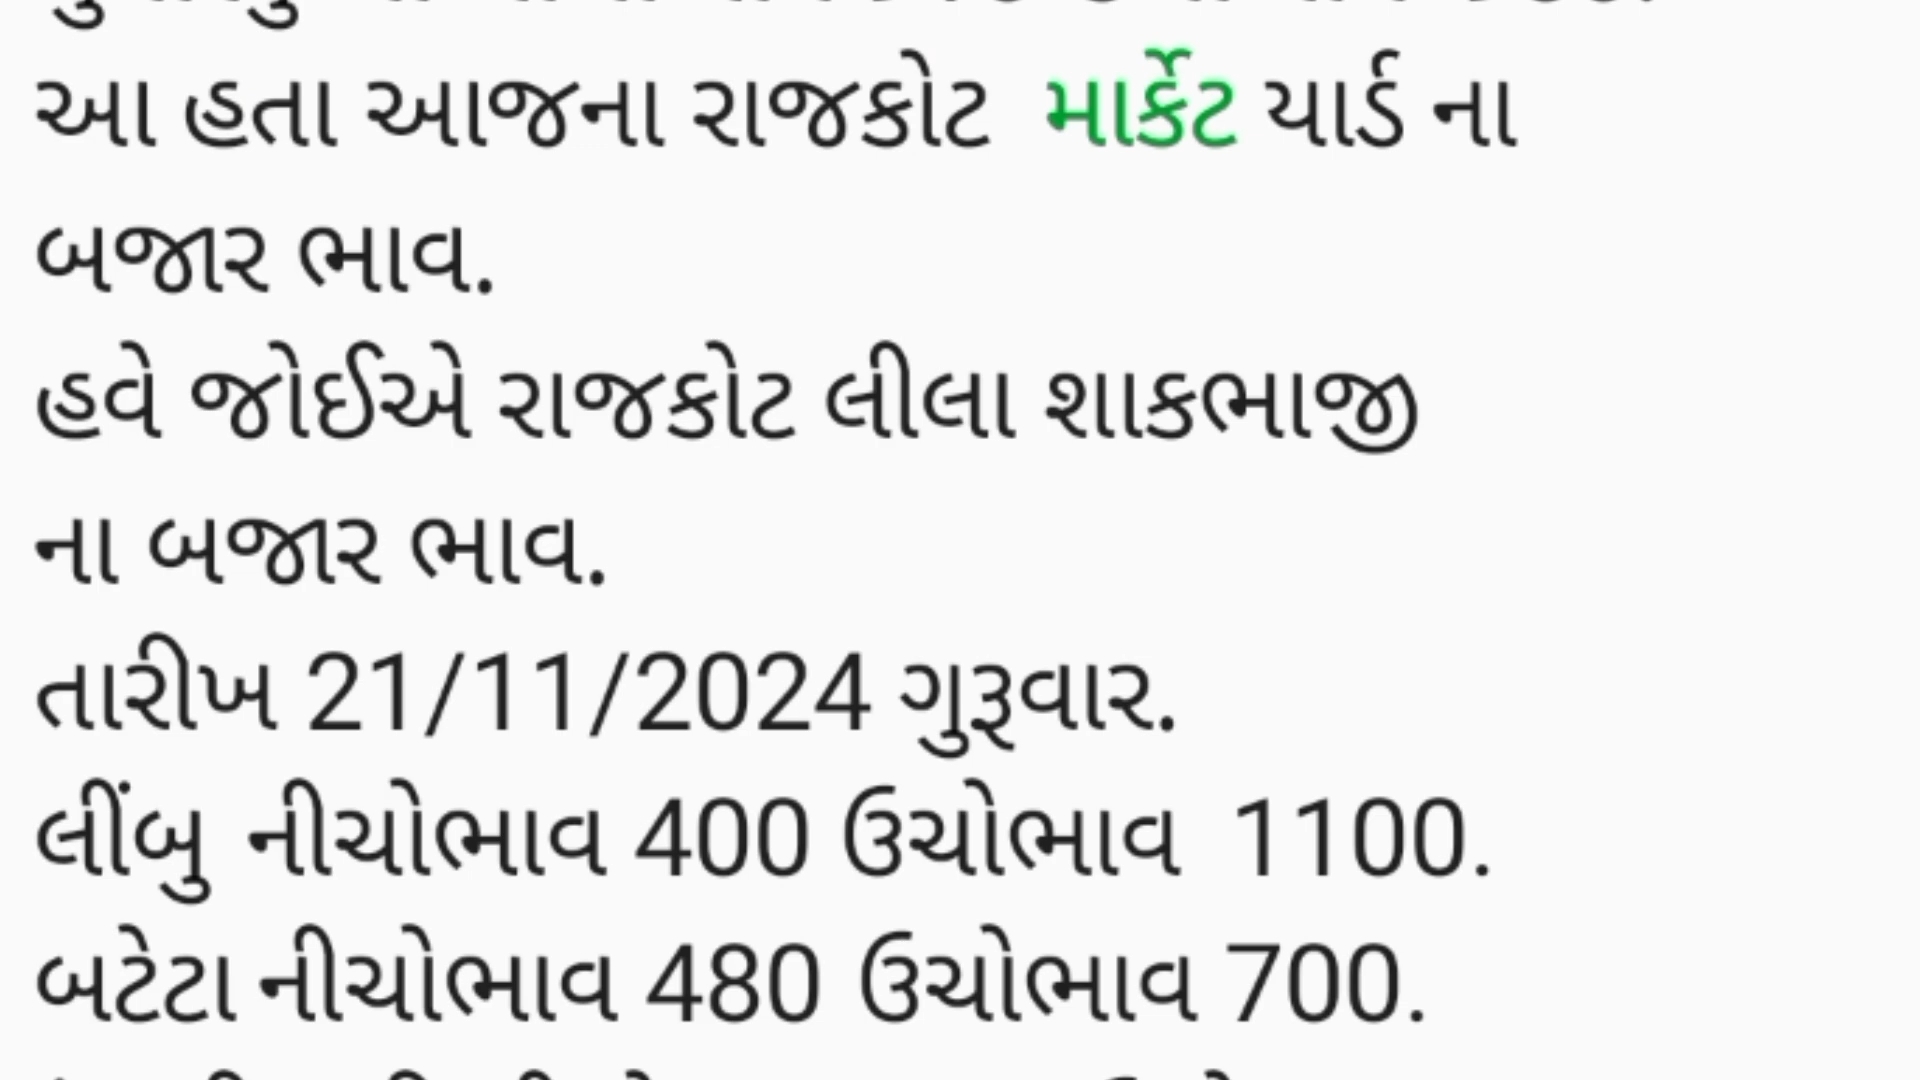 આ હતા આજના રાજકોટ માર્કેટ યાર્ડ ના
બજાર ભાવ.
હવે જોઈએ રાજકોટ લીલા શાકભાજી
ના બજાર ભાવ.
તારીખ 21/11/2024 ગુરૂવાર.
લીંબુ નીચોભાવ 400 ઉચોભાવ 1100.
બટેટા નીચોભાવ 480 ઉચોભાવ 700.